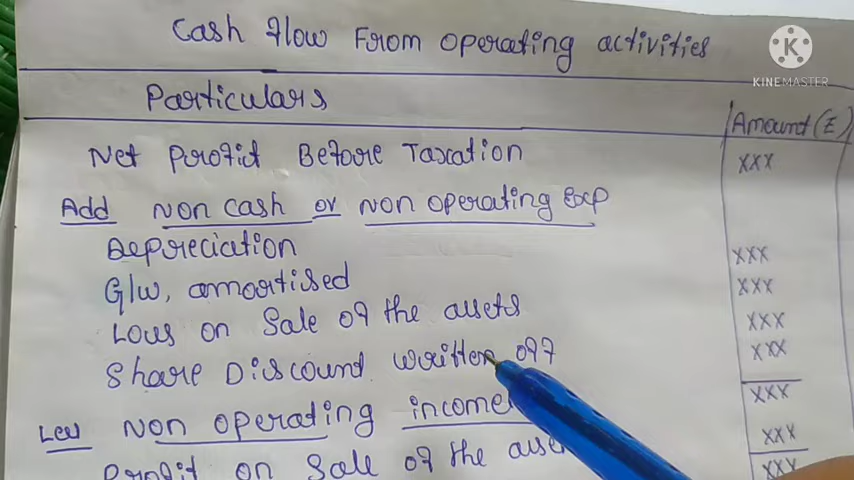 Cash flow From operating activities
K
KINEMASTER
Particulars
Amount (₹)
Net Profit Before Taxation xxx
Add Non cash or Non operating Exp
Depreciation xxx
G/w, amortised xxx
Loss on Sale of the assets xxx
Share Discount written off xxx
xxx
Less Non operating income xxx
Profit on Sale of the xxx